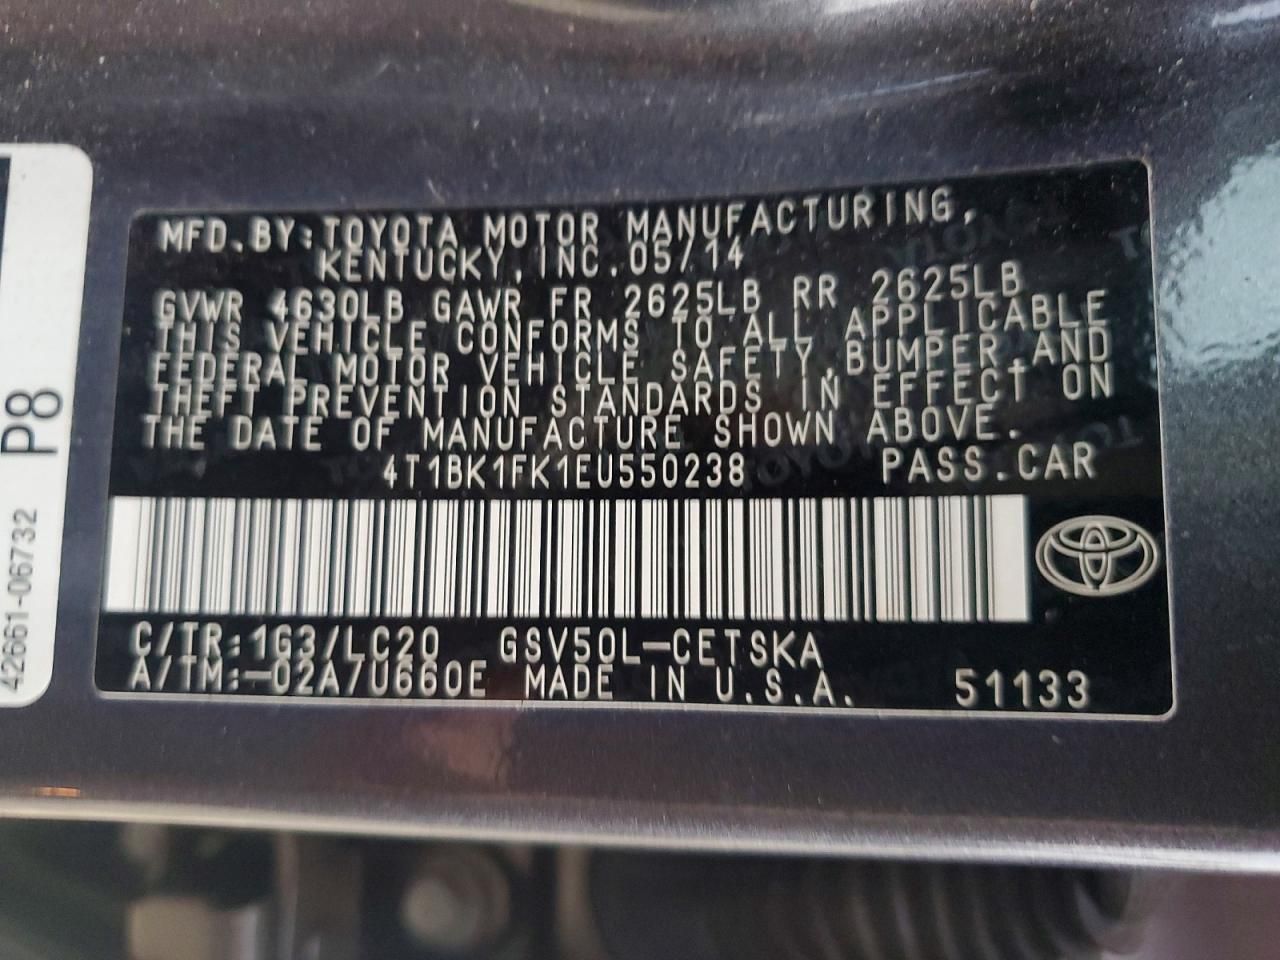 MFD.BY:TOYOTA MOTOR MANUFACTURING,
KENTUCKY,INC.05/14
GVWR 4630LB GAWR FR 2625LB RR 2625LB
THIS VEHICLE CONFORMS TO ALL APPLICABLE
FEDERAL MOTOR VEHICLE SAFETY,BUMPER,AND
THEFT PREVENTION STANDARDS IN EFFECT ON
THE DATE OF MANUFACTURE SHOWN ABOVE.
4T1BK1FK1EU550238 PASS.CAR
C/TR:1G3/LC20 GSV50L-CETSKA
A/TM:-02A/U660E MADE IN U.S.A. 51133
P8
42661-06732